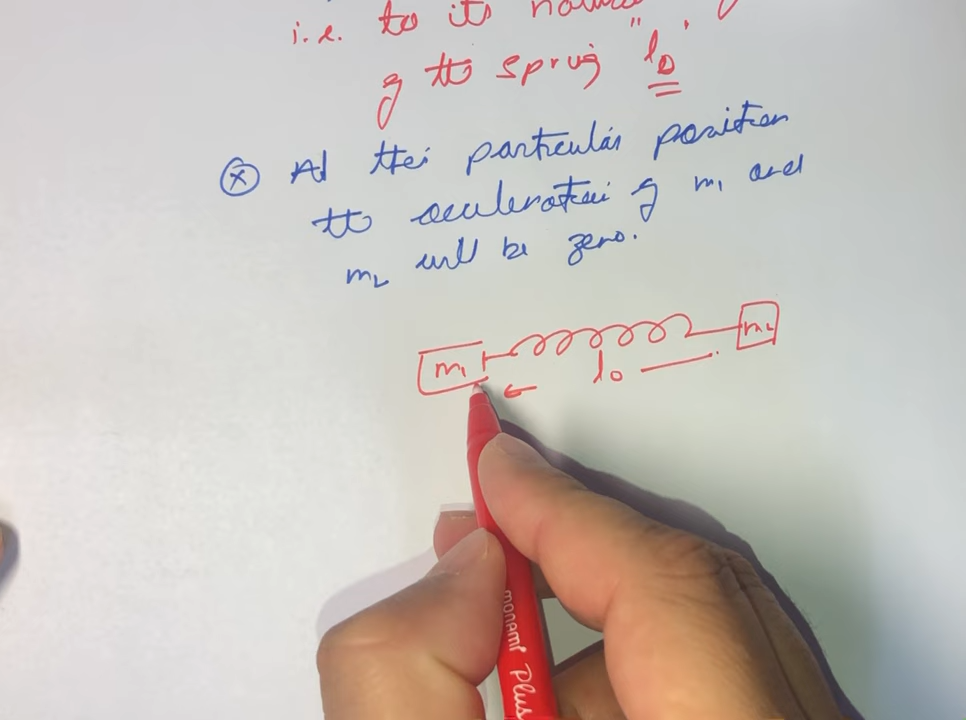 i.e. to its
of the spring "l₀"
⊗ At this particular position
the acceleration of m₁ and
m₂ will be zero.
m₁ m₂
l₀
monami Plus